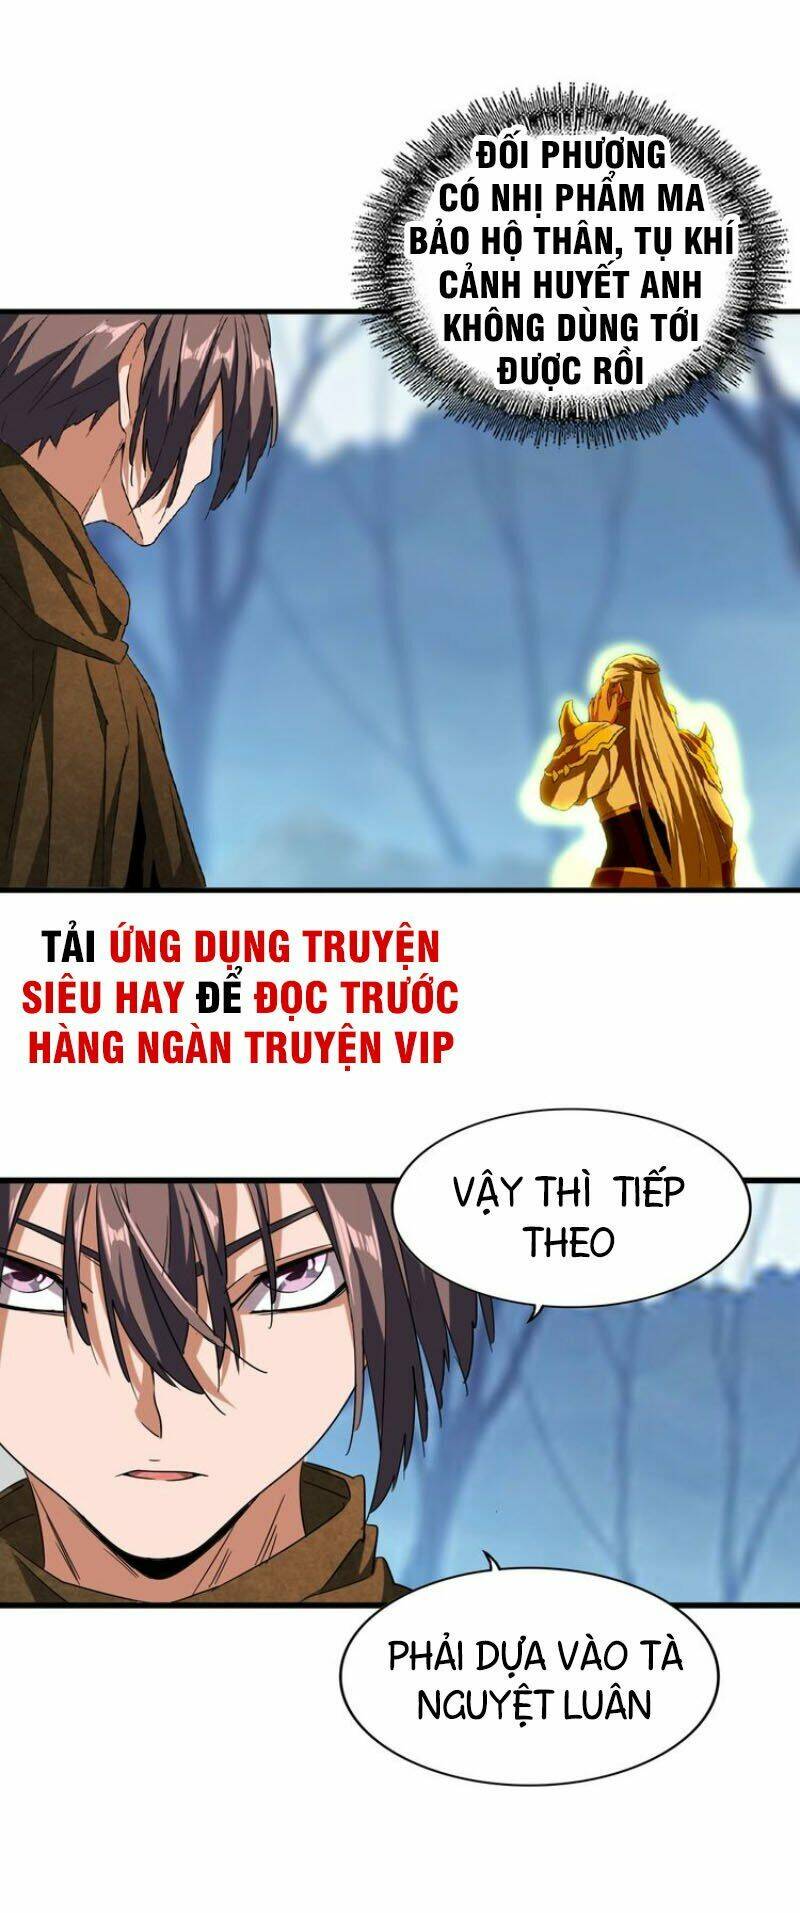 ĐỐI PHƯƠNG
CÓ NHỊ PHẨM MA
BẢO HỘ THÂN, TỤ KHÍ
CẢNH HUYẾT ANH
KHÔNG DÙNG TỚI
ĐƯỢC RỒI
TẢI ỨNG DỤNG TRUYỆN
SIÊU HAY ĐỂ ĐỌC TRƯỚC
HÀNG NGÀN TRUYỆN VIP
VẬY THÌ TIẾP
THEO
PHẢI DỰA VÀO TÀ
NGUYỆT LUÂN